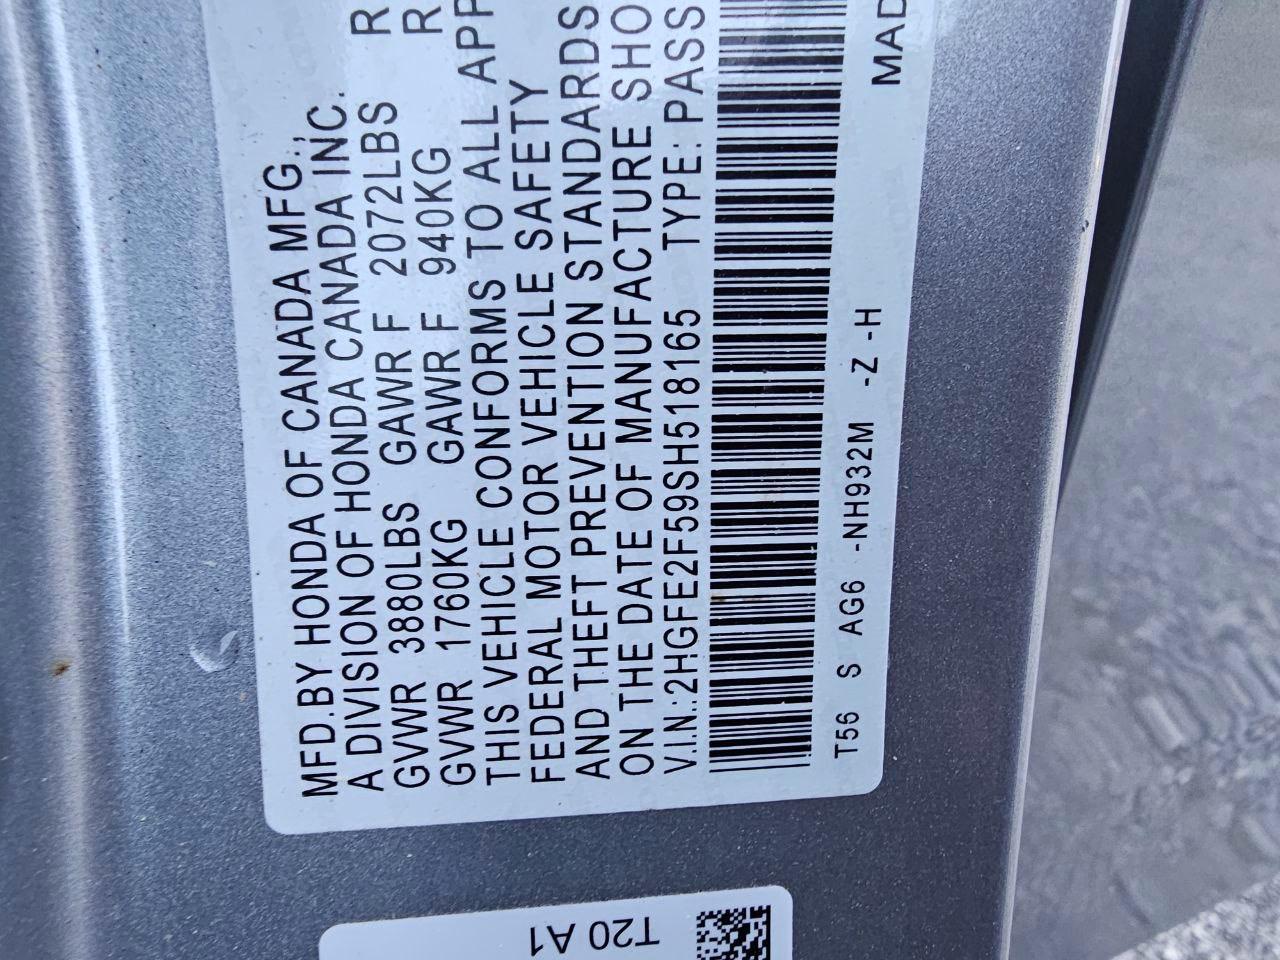 MFD.BY HONDA OF CANADA MFG.,
A DIVISION OF HONDA CANADA INC.
GVWR 3880LBS GAWR F 2072LBS R
GVWR 1760KG GAWR F 940KG R
THIS VEHICLE CONFORMS TO ALL APP
FEDERAL MOTOR VEHICLE SAFETY
AND THEFT PREVENTION STANDARDS
ON THE DATE OF MANUFACTURE SHO
V.I.N.:2HGFE2F59SH518165 TYPE:PASS
MAD
T56 S AG6 -NH932M -Z -H
T20 A1